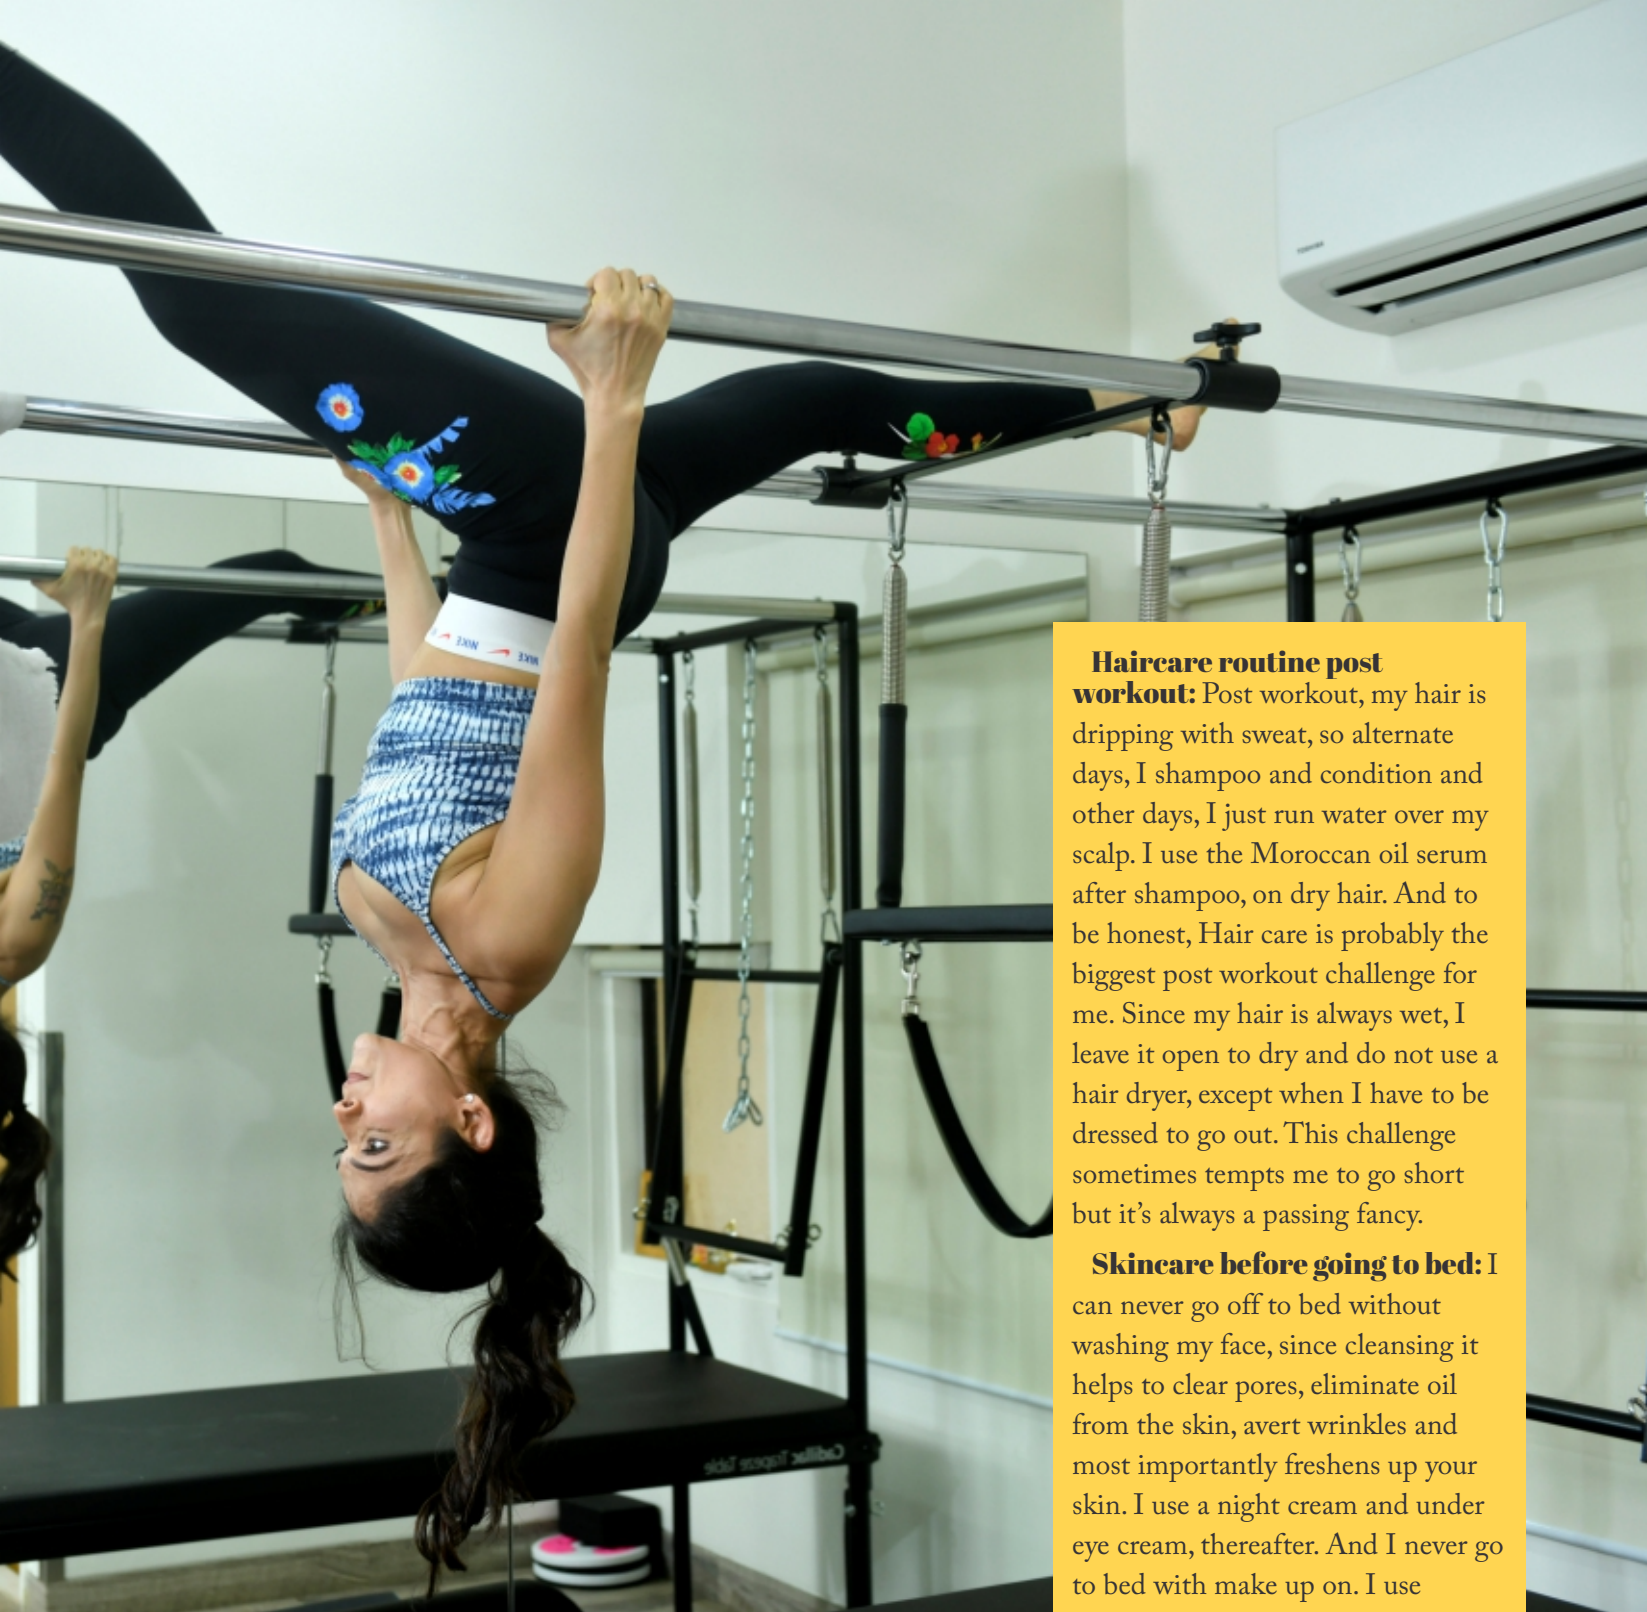 TOSHIBA
NIKE
NIKE
Haircare routine post
workout: Post workout, my hair is
dripping with sweat, so alternate
days, I shampoo and condition and
other days, I just run water over my
scalp. I use the Moroccan oil serum
after shampoo, on dry hair. And to
be honest, Hair care is probably the
biggest post workout challenge for
me. Since my hair is always wet, I
leave it open to dry and do not use a
hair dryer, except when I have to be
dressed to go out. This challenge
sometimes tempts me to go short
but it’s always a passing fancy.
Skincare before going to bed: I
can never go off to bed without
washing my face, since cleansing it
helps to clear pores, eliminate oil
from the skin, avert wrinkles and
most importantly freshens up your
skin. I use a night cream and under
eye cream, thereafter. And I never go
to bed with make up on. I use
Cadillac Trapeze Table